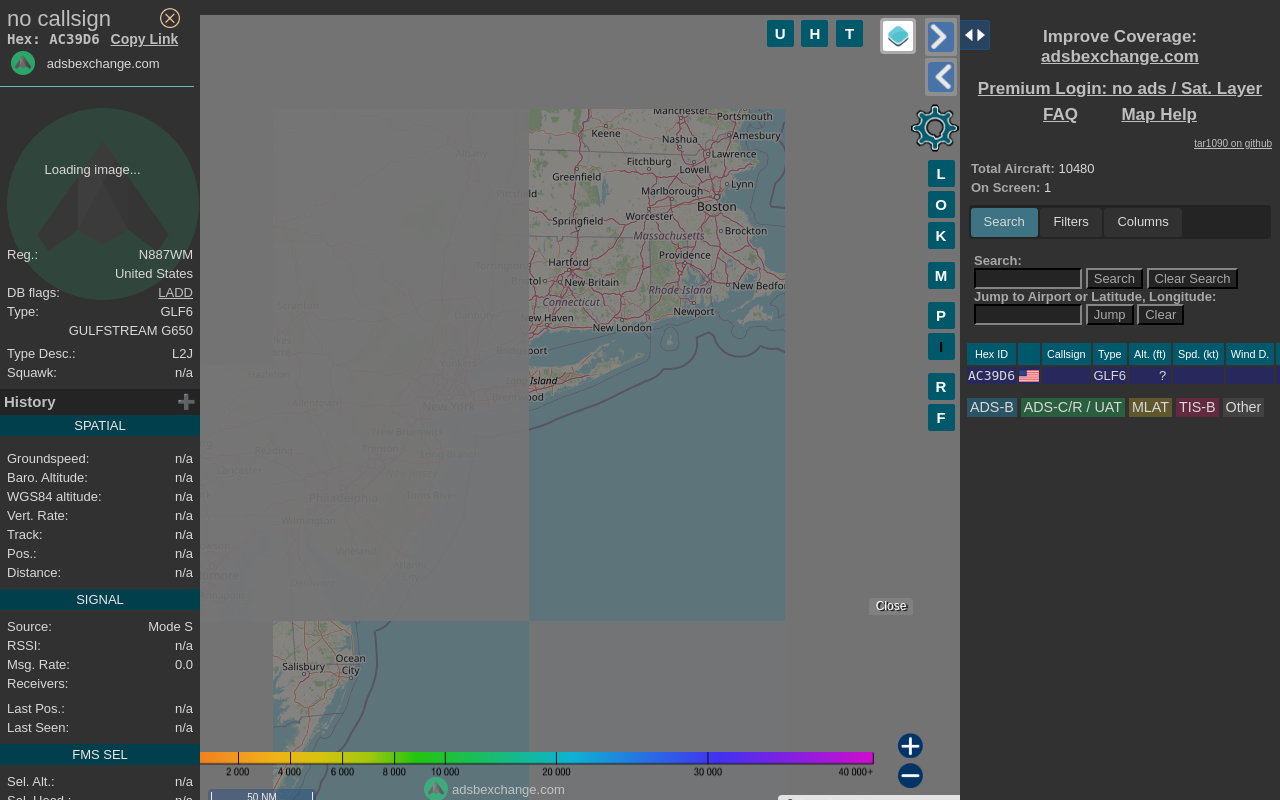 no callsign
Hex: AC39D6 Copy Link
adsbexchange.com
Loading image...
Reg.: N887WM
United States
DB flags: LADD
Type: GLF6
GULFSTREAM G650
Type Desc.: L2J
Squawk: n/a
History
SPATIAL
Groundspeed: n/a
Baro. Altitude: n/a
WGS84 altitude: n/a
Vert. Rate: n/a
Track: n/a
Pos.: n/a
Distance: n/a
SIGNAL
Source: Mode S
RSSI: n/a
Msg. Rate: 0.0
Receivers:
Last Pos.: n/a
Last Seen: n/a
FMS SEL
Sel. Alt.: n/a
U H T
L
O
K
M
P
I
R
F
Manchester
Portsmouth
Keene
Nashua
Amesbury
Fitchburg
Lawrence
Greenfield
Lowell
Marlborough
Lynn
Worcester
Boston
Springfield
Brockton
Massachusetts
Hartford
Providence
New Britain
Rhode Island
New Bedfor
Connecticut
Newport
ew Haven
New London
Island
Philadelphia
Salisbury
Ocean City
Close
2 000 4 000 6 000 8 000 10 000 20 000 30 000 40 000+
adsbexchange.com
50 NM
Improve Coverage:
adsbexchange.com
Premium Login: no ads / Sat. Layer
FAQ Map Help
tar1090 on github
Total Aircraft: 10480
On Screen: 1
Search Filters Columns
Search:
Search Clear Search
Jump to Airport or Latitude, Longitude:
Jump Clear
Hex ID Callsign Type Alt. (ft) Spd. (kt) Wind D.
AC39D6 GLF6 ?
ADS-B ADS-C/R / UAT MLAT TIS-B Other